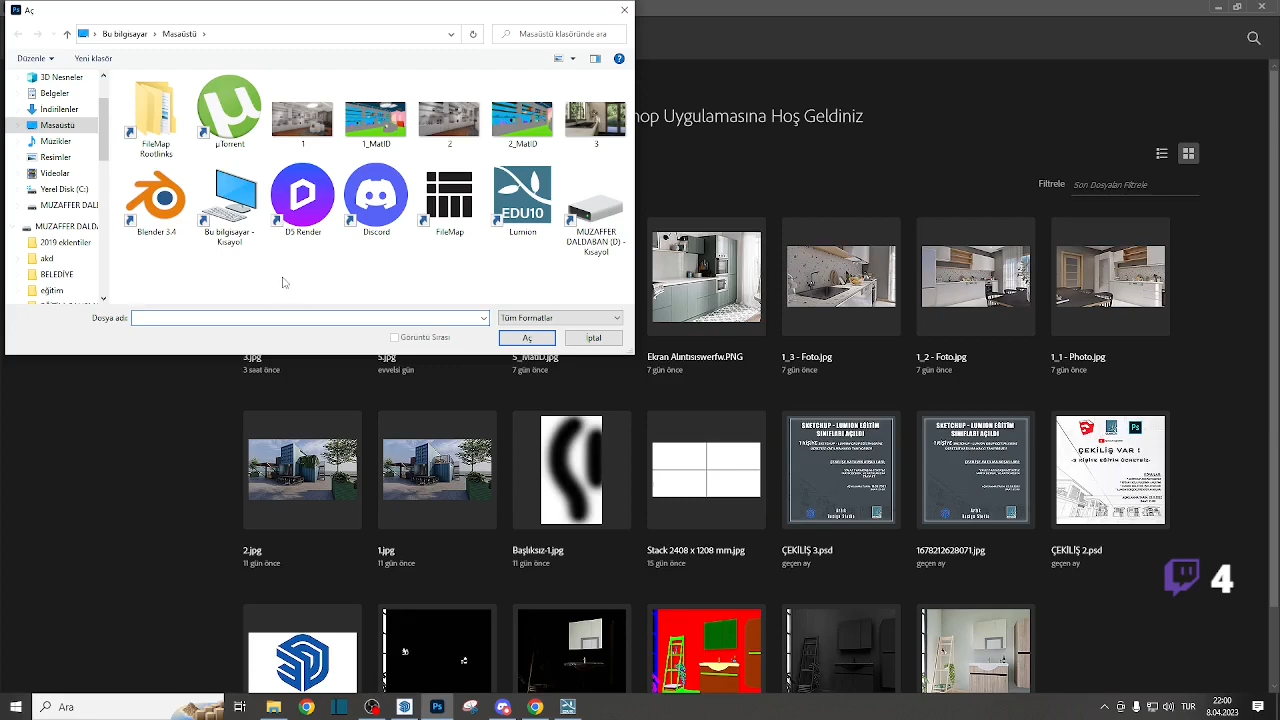 Aç
Bu bilgisayar
Masaüstü
Masaüstü klasöründe ara
Düzenle
Yeni klasör
3D Nesneler
Belgeler
İndirilenler
Masaüstü
Müzikler
Resimler
Videolar
Yerel Disk (C:)
MUZAFFER DALI
MUZAFFER DALD
2019 eklentiler
akd
BELEDİYE
eğitim
FileMap
Rootlinks
µTorrent
1
1_MatID
2
2_MatID
3
Blender 3.4
Bu bilgisayar -
Kısayol
D5 Render
Discord
FileMap
EDU10
Lumion
MUZAFFER
DALDABAN (D) -
Kısayol
Dosya adı:
Tüm Formatlar
Görüntü Sırası
Aç
İptal
hop Uygulamasına Hoş Geldiniz
Filtrele
Son Dosyaları Filtrele
3.jpg
3 saat önce
5.jpg
evvelsi gün
5_MatID.jpg
7 gün önce
Ekran Alıntısıswerfw.PNG
7 gün önce
1_3 - Foto.jpg
7 gün önce
1_2 - Foto.jpg
7 gün önce
1_1 - Photo.jpg
7 gün önce
SKETCHUP - LUMION EĞİTİM
SINIFLARI AÇILDI
SKETCHUP - LUMION EĞİTİM
SINIFLARI AÇILDI
ÇEKİLİŞ VAR !
2.jpg
11 gün önce
1.jpg
11 gün önce
Başlıksız-1.jpg
11 gün önce
Stack 2408 x 1208 mm.jpg
15 gün önce
ÇEKİLİŞ 3.psd
geçen ay
1678212628071.jpg
geçen ay
ÇEKİLİŞ 2.psd
geçen ay
4
Ara
TUR
22:00
8.04.2023